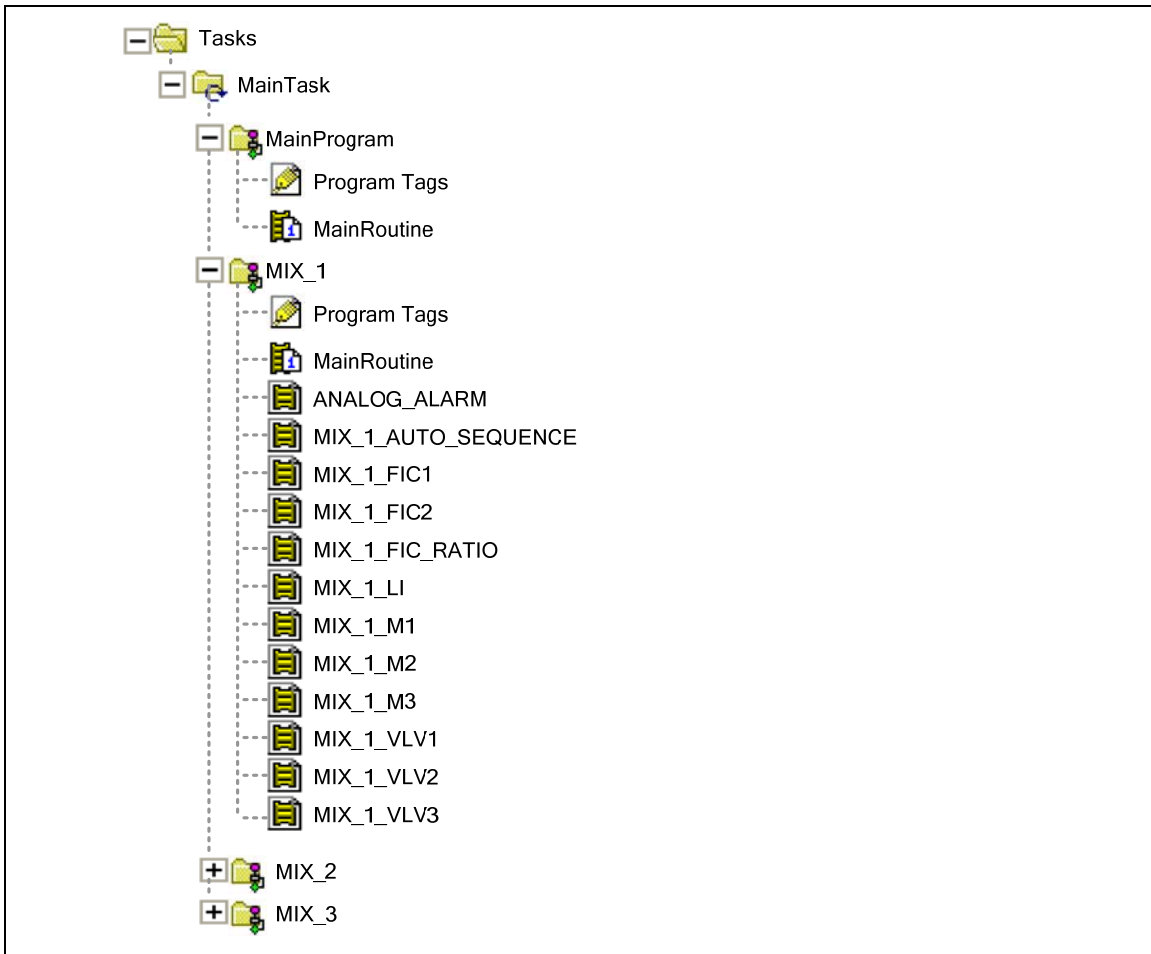 Tasks
MainTask
MainProgram
Program Tags
MainRoutine
MIX_1
Program Tags
MainRoutine
ANALOG_ALARM
MIX_1_AUTO_SEQUENCE
MIX_1_FIC1
MIX_1_FIC2
MIX_1_FIC_RATIO
MIX_1_LI
MIX_1_M1
MIX_1_M2
MIX_1_M3
MIX_1_VLV1
MIX_1_VLV2
MIX_1_VLV3
MIX_2
MIX_3